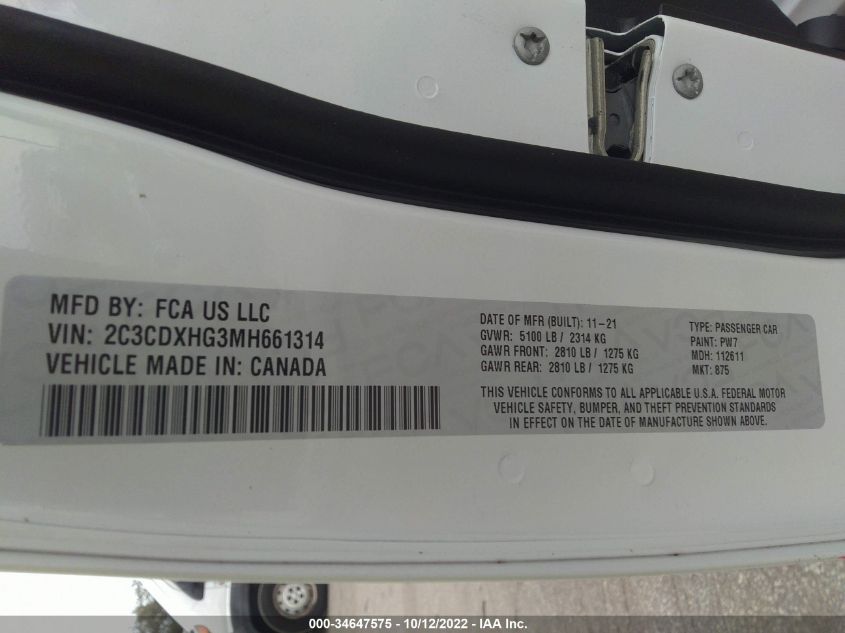 MFD BY: FCA US LLC
VIN: 2C3CDXHG3MH661314
VEHICLE MADE IN: CANADA
DATE OF MFR (BUILT): 11-21
GVWR: 5100 LB / 2314 KG
GAWR FRONT: 2810 LB / 1275 KG
GAWR REAR: 2810 LB / 1275 KG
TYPE: PASSENGER CAR
PAINT: PW7
MDH: 112611
MKT: 875
THIS VEHICLE CONFORMS TO ALL APPLICABLE U.S.A. FEDERAL MOTOR
VEHICLE SAFETY, BUMPER, AND THEFT PREVENTION STANDARDS
IN EFFECT ON THE DATE OF MANUFACTURE SHOWN ABOVE.
000-34647575 - 10/12/2022 - IAA Inc.